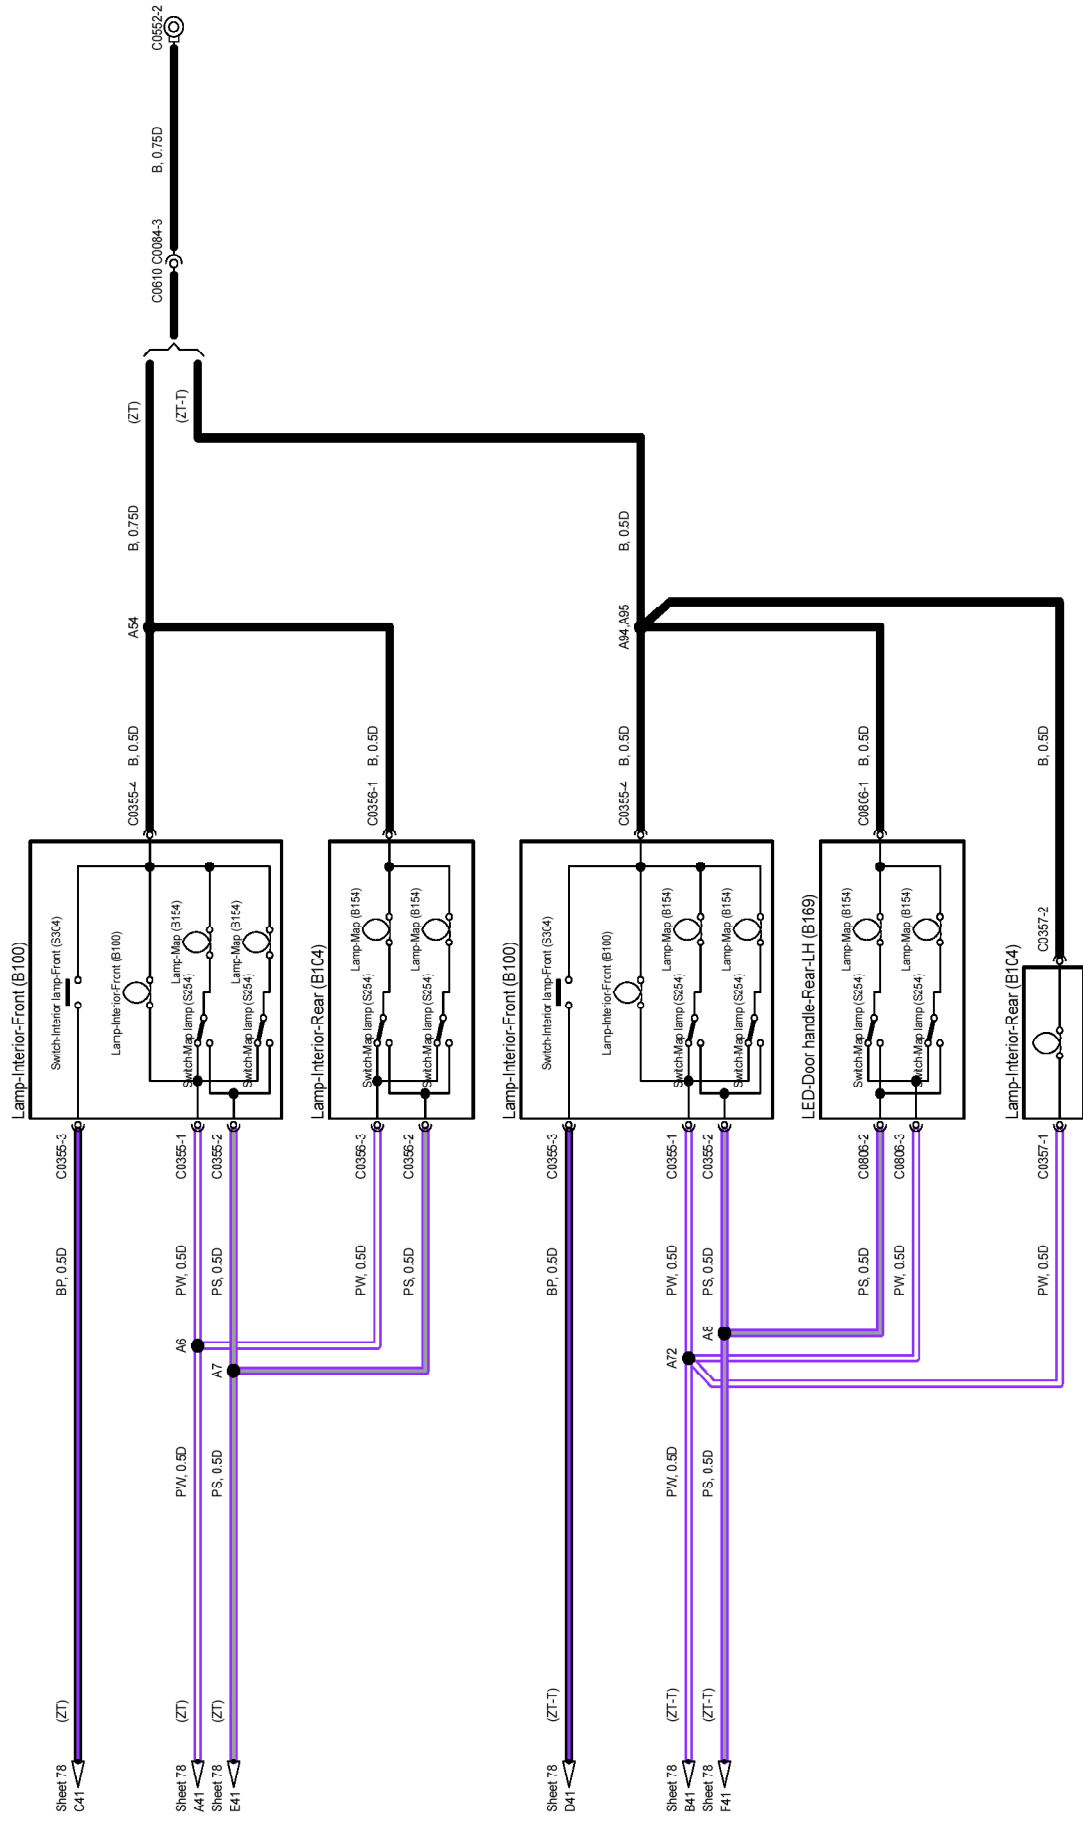 C0552-2
B, 0.75D
C0610 C0084-3
(ZT)
(ZT-T)
B, 0.75D
B, 0.5D
A54
A94,A95
B, 0.5D
B, 0.5D
B, 0.5D
B, 0.5D
C0355-4
C0356-1
C0355-4
C0806-1
C0357-2
Lamp-Interior-Front (B100)
Switch-Interior lamp-Front (S304)
Lamp-Interior-Front (B100)
Switch-Map lamp (S254)
Lamp-Map (B154)
Switch-Map lamp (S254)
Lamp-Map (B154)
Lamp-Interior-Rear (B104)
Switch-Map lamp (S254)
Lamp-Map (B154)
Switch-Map lamp (S254)
Lamp-Map (B154)
Lamp-Interior-Front (B100)
Switch-Interior lamp-Front (S304)
Lamp-Interior-Front (B100)
Switch-Map lamp (S254)
Lamp-Map (B154)
Switch-Map lamp (S254)
Lamp-Map (B154)
LED-Door handle-Rear-LH (B169)
Switch-Map lamp (S254)
Lamp-Map (B154)
Switch-Map lamp (S254)
Lamp-Map (B154)
Lamp-Interior-Rear (B104)
C0355-3
C0355-1
C0355-2
C0356-3
C0356-2
C0355-3
C0355-1
C0355-2
C0806-2
C0806-3
C0357-1
BP, 0.5D
PW, 0.5D
PS, 0.5D
PW, 0.5D
PS, 0.5D
BP, 0.5D
PW, 0.5D
PS, 0.5D
PS, 0.5D
PW, 0.5D
PW, 0.5D
A6
A7
A72
A8
PW, 0.5D
PS, 0.5D
PW, 0.5D
PS, 0.5D
(ZT)
(ZT)
(ZT)
(ZT-T)
(ZT-T)
(ZT-T)
Sheet 78
C41
Sheet 78
A41
Sheet 78
E41
Sheet 78
D41
Sheet 78
B41
Sheet 78
F41